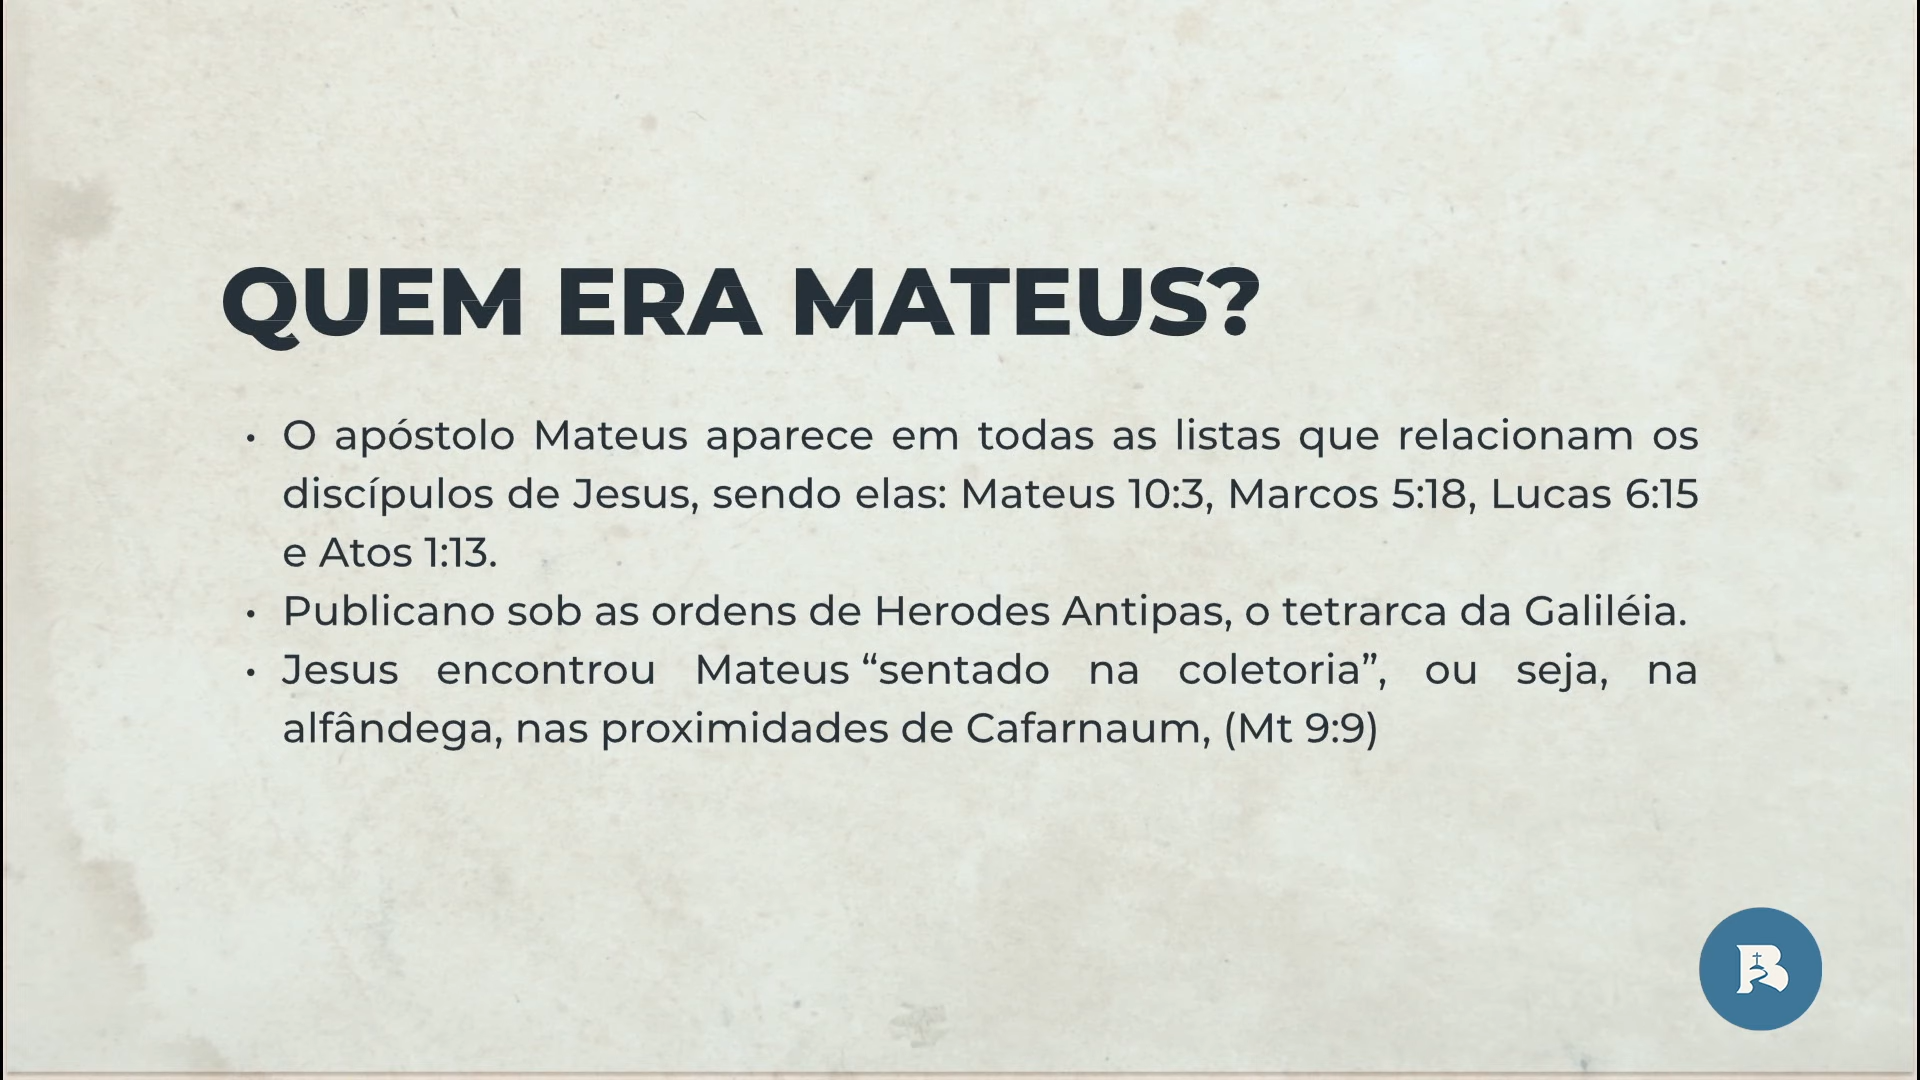 QUEM ERA MATEUS?
• O apóstolo Mateus aparece em todas as listas que relacionam os
discípulos de Jesus, sendo elas: Mateus 10:3, Marcos 5:18, Lucas 6:15
e Atos 1:13.
• Publicano sob as ordens de Herodes Antipas, o tetrarca da Galiléia.
• Jesus encontrou Mateus “sentado na coletoria”, ou seja, na
alfândega, nas proximidades de Cafarnaum, (Mt 9:9)
B